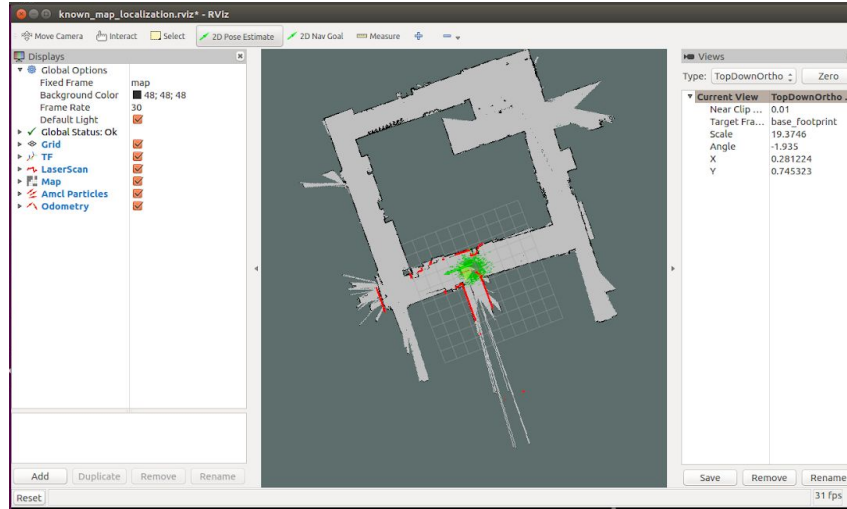 known_map_localization.rviz* - RViz
Move Camera Interact Select 2D Pose Estimate 2D Nav Goal Measure
Displays
Global Options
Fixed Frame map
Background Color 48; 48; 48
Frame Rate 30
Default Light
Global Status: Ok
Grid
TF
LaserScan
Map
Amcl Particles
Odometry
Add Duplicate Remove Rename
Reset
Views
Type: TopDownOrtho Zero
Current View TopDownOrtho ...
Near Clip ... 0.01
Target Fra... base_footprint
Scale 19.3746
Angle -1.935
X 0.281224
Y 0.745323
Save Remove Rename
31 fps